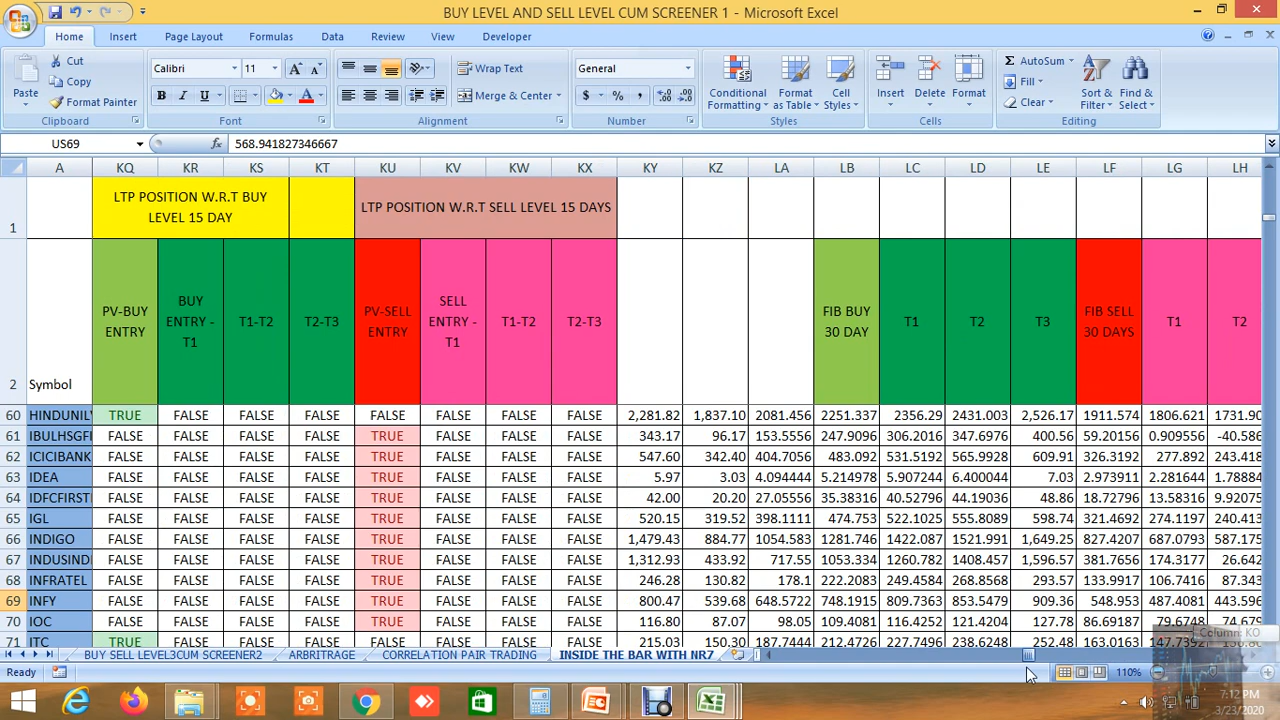 BUY LEVEL AND SELL LEVEL CUM SCREENER 1 - Microsoft Excel
Home Insert Page Layout Formulas Data Review View Developer
Paste
Cut
Copy
Format Painter
Clipboard
Calibri 11
B I U
Font
Wrap Text
Merge & Center
Alignment
General
$ % ,
Number
Conditional Formatting
Format as Table
Cell Styles
Styles
Insert Delete Format
Cells
Σ AutoSum
Fill
Clear
Sort & Filter
Find & Select
Editing
US69 fx 568.941827346667
A KQ KR KS KT KU KV KW KX KY KZ LA LB LC LD LE LF LG LH
1 LTP POSITION W.R.T BUY LEVEL 15 DAY LTP POSITION W.R.T SELL LEVEL 15 DAYS
2 Symbol PV-BUY ENTRY BUY ENTRY - T1 T1-T2 T2-T3 PV-SELL ENTRY SELL ENTRY - T1 T1-T2 T2-T3 FIB BUY 30 DAY T1 T2 T3 FIB SELL 30 DAYS T1 T2
60 HINDUNILV TRUE FALSE FALSE FALSE FALSE FALSE FALSE FALSE 2,281.82 1,837.10 2081.456 2251.337 2356.29 2431.003 2,526.17 1911.574 1806.621 1731.90
61 IBULHSGFI FALSE FALSE FALSE FALSE TRUE FALSE FALSE FALSE 343.17 96.17 153.5556 247.9096 306.2016 347.6976 400.56 59.20156 0.909556 -40.586
62 ICICIBANK FALSE FALSE FALSE FALSE TRUE FALSE FALSE FALSE 547.60 342.40 404.7056 483.092 531.5192 565.9928 609.91 326.3192 277.892 243.418
63 IDEA FALSE FALSE FALSE FALSE TRUE FALSE FALSE FALSE 5.97 3.03 4.094444 5.214978 5.907244 6.400044 7.03 2.973911 2.281644 1.78884
64 IDFCFIRST FALSE FALSE FALSE FALSE TRUE FALSE FALSE FALSE 42.00 20.20 27.05556 35.38316 40.52796 44.19036 48.86 18.72796 13.58316 9.92075
65 IGL FALSE FALSE FALSE FALSE TRUE FALSE FALSE FALSE 520.15 319.52 398.1111 474.753 522.1025 555.8089 598.74 321.4692 274.1197 240.413
66 INDIGO FALSE FALSE FALSE FALSE TRUE FALSE FALSE FALSE 1,479.43 884.77 1054.583 1281.746 1422.087 1521.991 1,649.25 827.4207 687.0793 587.175
67 INDUSIND FALSE FALSE FALSE FALSE TRUE FALSE FALSE FALSE 1,312.93 433.92 717.55 1053.334 1260.782 1408.457 1,596.57 381.7656 174.3177 26.642
68 INFRATEL FALSE FALSE FALSE FALSE TRUE FALSE FALSE FALSE 246.28 130.82 178.1 222.2083 249.4584 268.8568 293.57 133.9917 106.7416 87.343
69 INFY FALSE FALSE FALSE FALSE TRUE FALSE FALSE FALSE 800.47 539.68 648.5722 748.1915 809.7363 853.5479 909.36 548.953 487.4081 443.596
70 IOC FALSE FALSE FALSE FALSE TRUE FALSE FALSE FALSE 116.80 87.07 98.05 109.4081 116.4252 121.4204 127.78 86.69187 79.6748 74.679
71 ITC TRUE FALSE FALSE FALSE FALSE FALSE FALSE FALSE 215.03 150.30 187.7444 212.4726 227.7496 238.6248 252.48 163.0163
Column: KO
BUY SELL LEVEL3CUM SCREENER2 ARBRITRAGE CORRELATION PAIR TRADING INSIDE THE BAR WITH NR7
Ready 110%
7:12 PM
3/23/2020